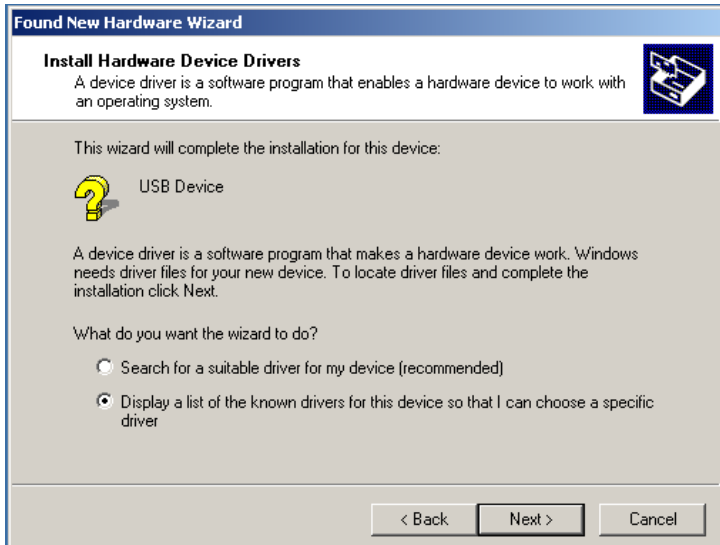 Found New Hardware Wizard
Install Hardware Device Drivers
A device driver is a software program that enables a hardware device to work with
an operating system.
This wizard will complete the installation for this device:
USB Device
A device driver is a software program that makes a hardware device work. Windows
needs driver files for your new device. To locate driver files and complete the
installation click Next.
What do you want the wizard to do?
Search for a suitable driver for my device (recommended)
Display a list of the known drivers for this device so that I can choose a specific
driver
< Back Next > Cancel